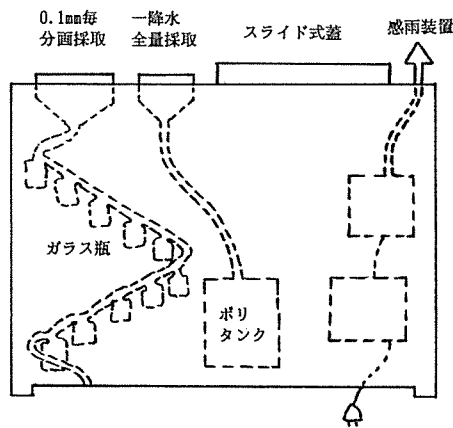 0.1mm毎
分画採取
一降水
全量採取
スライド式蓋
感雨装置
ガラス瓶
ポリ
タンク